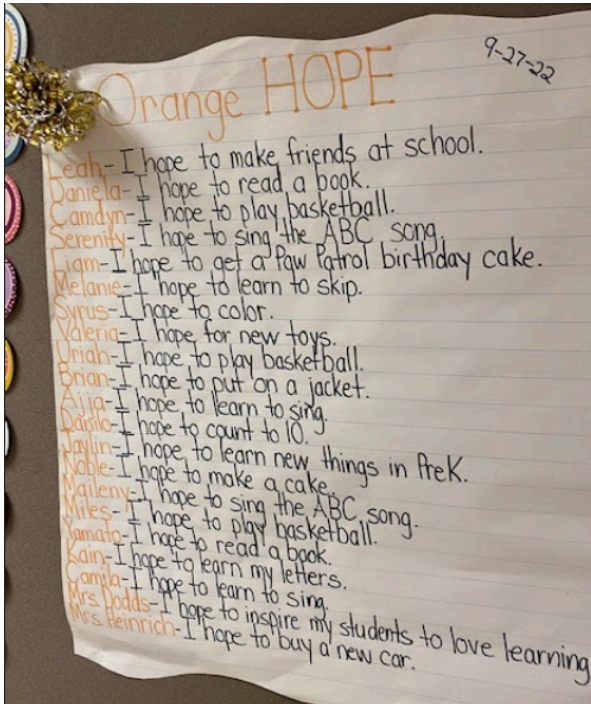 9-27-22
Orange HOPE
Leah-I hope to make friends at school.
Daniela-I hope to read a book.
Camdyn-I hope to play basketball.
Serenity-I hope to sing the ABC song.
Liam-I hope to get a Paw Patrol birthday cake.
Melanie-I hope to learn to skip.
Syrus-I hope to color.
Valeria-I hope for new toys.
Uriah-I hope to play basketball.
Brian-I hope to put on a jacket.
Ajja-I hope to learn to sing.
Danilo-I hope to count to 10.
Jaylin-I hope to learn new things in PreK.
Noble-I hope to make a cake.
Maileny-I hope to sing the ABC song.
Miles-I hope to play basketball.
Yamato-I hope to read a book.
Kain-I hope to learn my letters.
Camila-I hope to learn to sing.
Mrs. Dodds-I hope to inspire my students to love learning
Mrs. Heinrich-I hope to buy a new car.